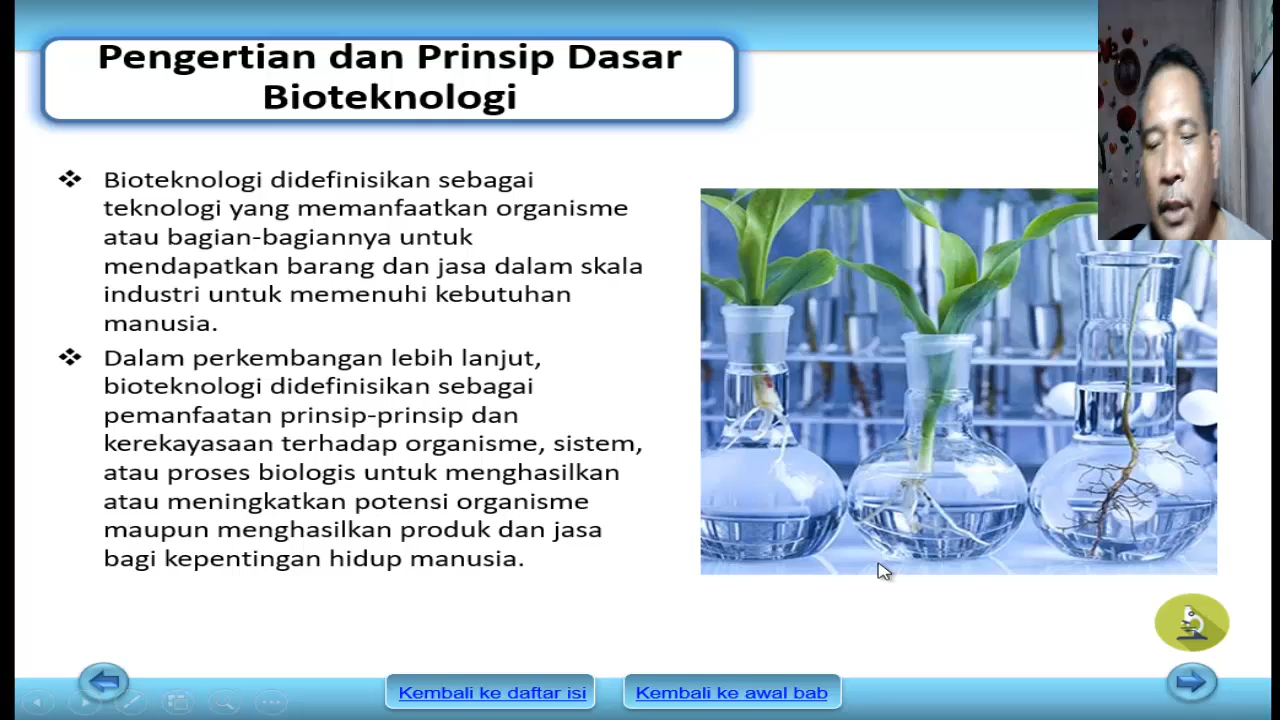 Pengertian dan Prinsip Dasar
Bioteknologi
Bioteknologi didefinisikan sebagai
teknologi yang memanfaatkan organisme
atau bagian-bagiannya untuk
mendapatkan barang dan jasa dalam skala
industri untuk memenuhi kebutuhan
manusia.
Dalam perkembangan lebih lanjut,
bioteknologi didefinisikan sebagai
pemanfaatan prinsip-prinsip dan
kerekayasaan terhadap organisme, sistem,
atau proses biologis untuk menghasilkan
atau meningkatkan potensi organisme
maupun menghasilkan produk dan jasa
bagi kepentingan hidup manusia.
Kembali ke daftar isi
Kembali ke awal bab